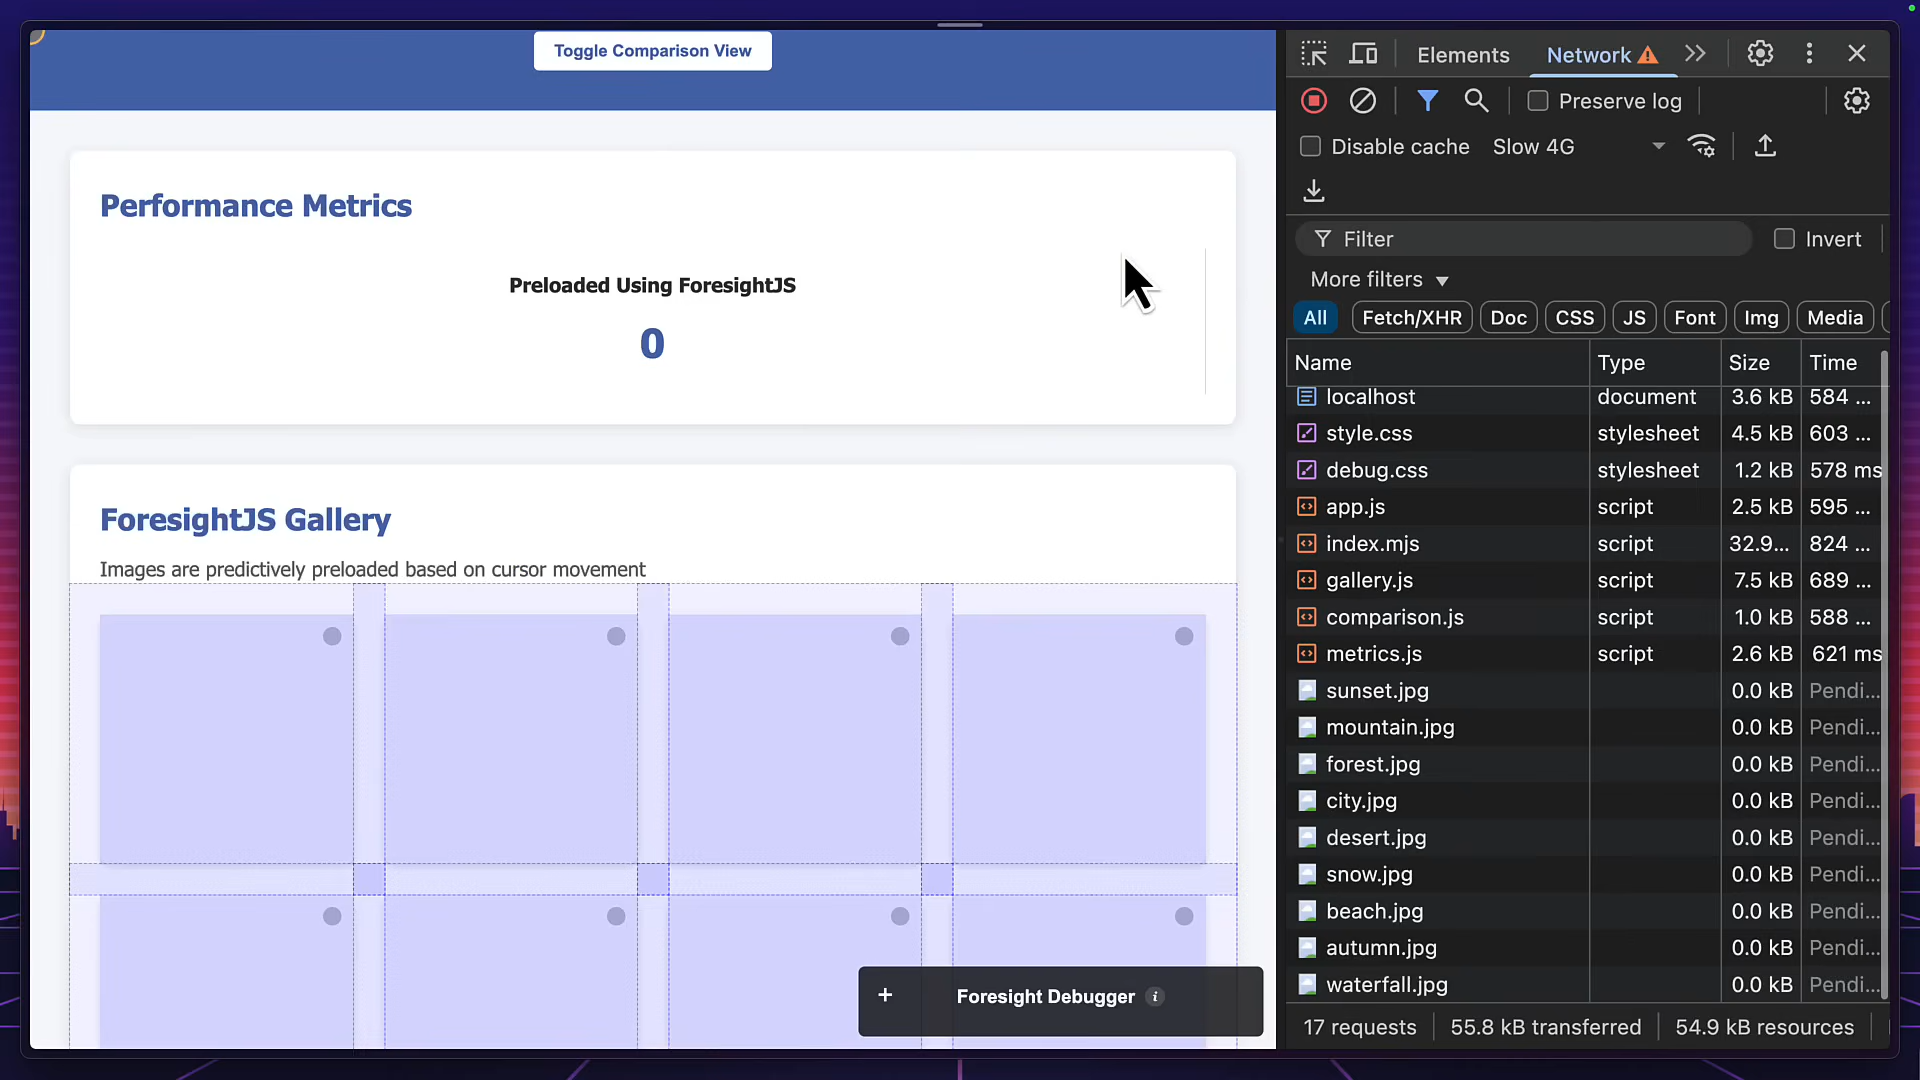 Toggle Comparison View
Performance Metrics
Preloaded Using ForesightJS
0
ForesightJS Gallery
Images are predictively preloaded based on cursor movement
+ Foresight Debugger i
Elements Network
Preserve log
Disable cache Slow 4G
Filter Invert
More filters
All Fetch/XHR Doc CSS JS Font Img Media
Name Type Size Time
localhost document 3.6 kB 584 ...
style.css stylesheet 4.5 kB 603 ...
debug.css stylesheet 1.2 kB 578 ms
app.js script 2.5 kB 595 ...
index.mjs script 32.9... 824 ...
gallery.js script 7.5 kB 689 ...
comparison.js script 1.0 kB 588 ...
metrics.js script 2.6 kB 621 ms
sunset.jpg 0.0 kB Pendi...
mountain.jpg 0.0 kB Pendi...
forest.jpg 0.0 kB Pendi...
city.jpg 0.0 kB Pendi...
desert.jpg 0.0 kB Pendi...
snow.jpg 0.0 kB Pendi...
beach.jpg 0.0 kB Pendi...
autumn.jpg 0.0 kB Pendi...
waterfall.jpg 0.0 kB Pendi...
17 requests 55.8 kB transferred 54.9 kB resources